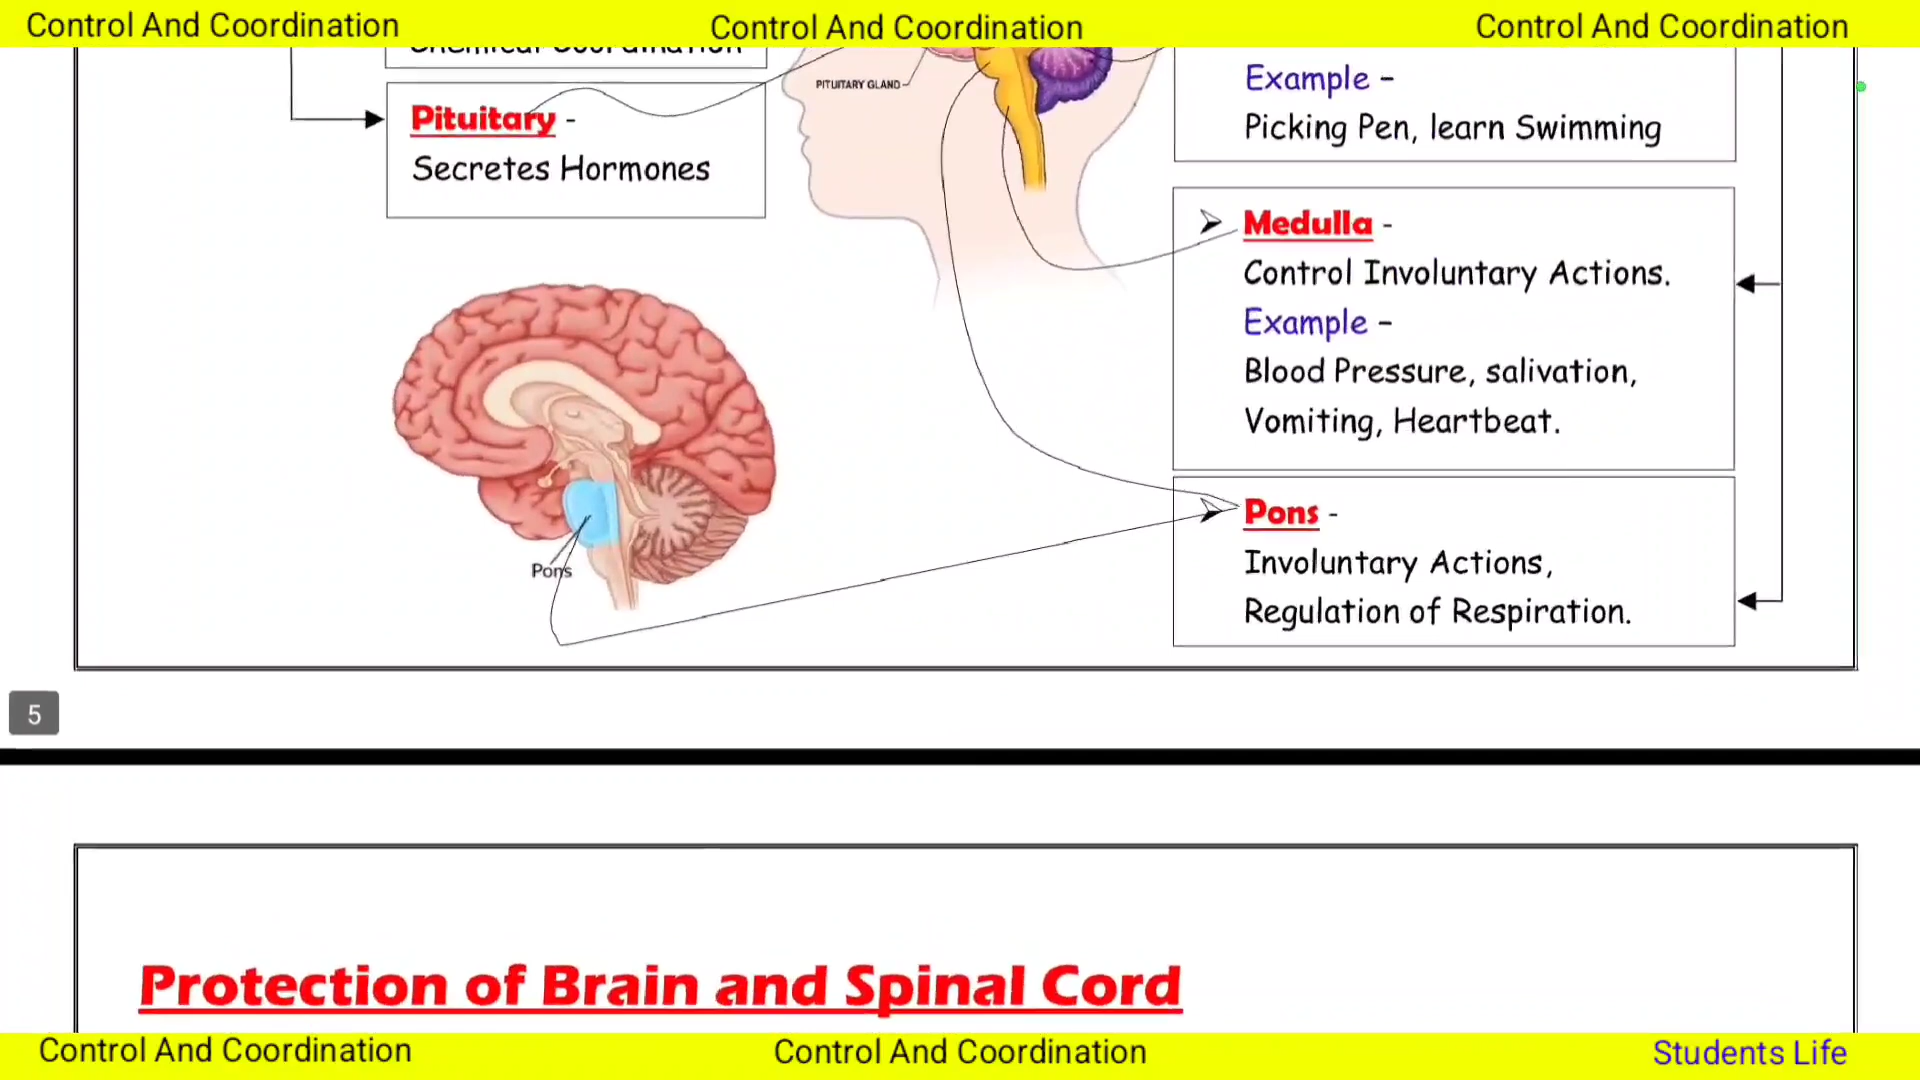 Control And Coordination
Control And Coordination
Control And Coordination
Chemical Coordination
Pituitary -
Secretes Hormones
PITUITARY GLAND
Example –
Picking Pen, learn Swimming
Medulla -
Control Involuntary Actions.
Example –
Blood Pressure, salivation,
Vomiting, Heartbeat.
Pons -
Involuntary Actions,
Regulation of Respiration.
Pons
5
Protection of Brain and Spinal Cord
Control And Coordination
Control And Coordination
Students Life